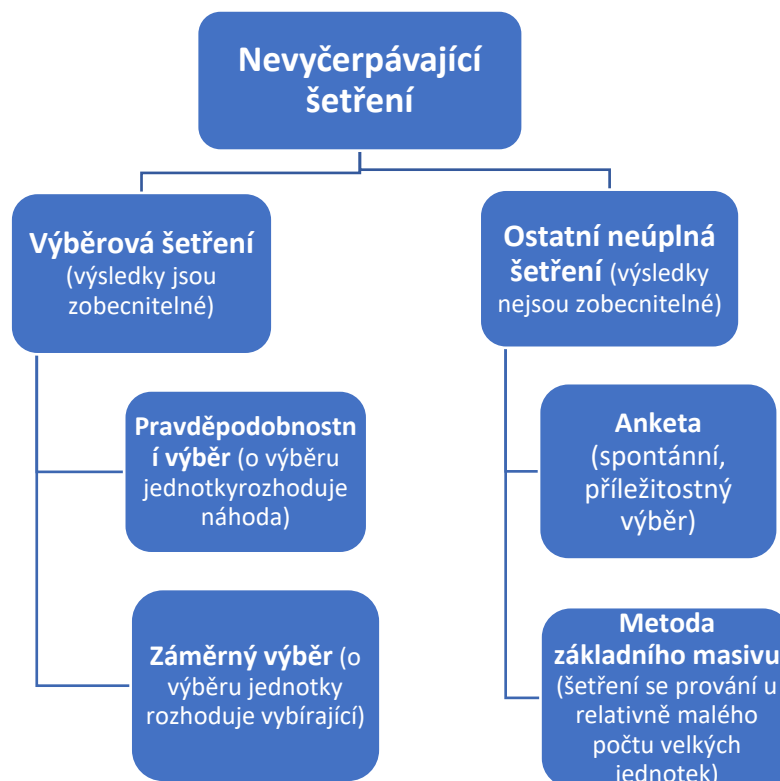 Nevyčerpávající
šetření
Výběrová šetření
(výsledky jsou
zobecnitelné)
Ostatní neúplná
šetření (výsledky
nejsou zobecnitelné)
Pravděpodobnostn
í výběr (o výběru
jednotkyrozhoduje
náhoda)
Anketa
(spontánní,
příležitostný
výběr)
Záměrný výběr (o
výběru jednotky
rozhoduje vybírající)
Metoda
základního masivu
(šetření se prování u
relativně malého
počtu velkých
jednotek)